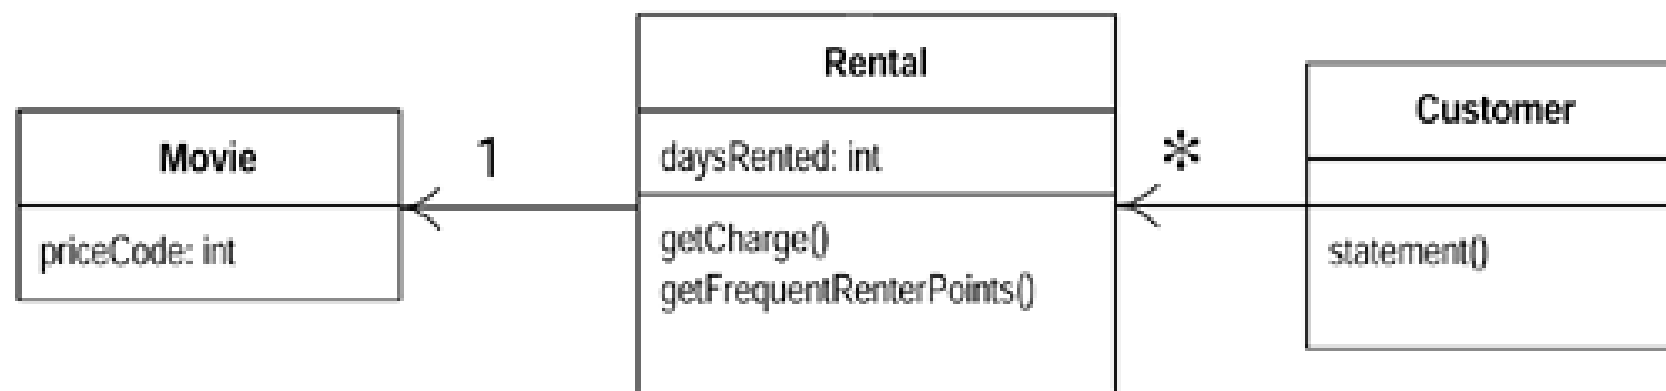 Movie
priceCode: int
1
Rental
daysRented: int
getCharge()
getFrequentRenterPoints()
*
Customer
statement()